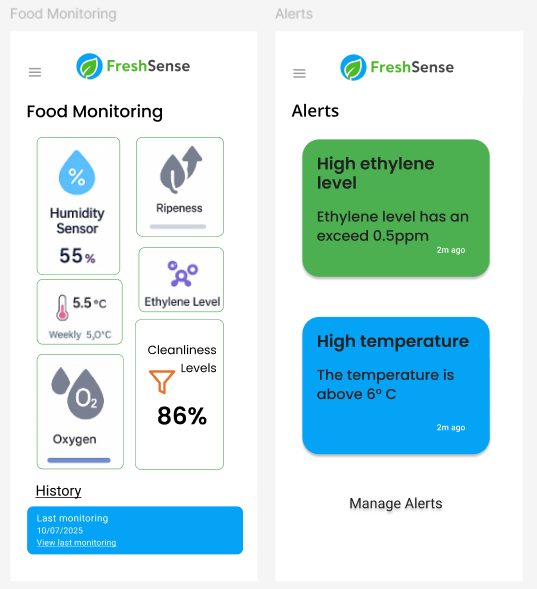 Food Monitoring
FreshSense
Food Monitoring
%
Humidity
Sensor
55 %
Ripeness
5.5 °C
Weekly 5,0°C
Ethylene Level
O2
Oxygen
Cleanliness
Levels
86%
History
Last monitoring
10/07/2025
View last monitoring
Alerts
FreshSense
Alerts
High ethylene
level
Ethylene level has an
exceed 0.5ppm
2m ago
High temperature
The temperature is
above 6° C
2m ago
Manage Alerts